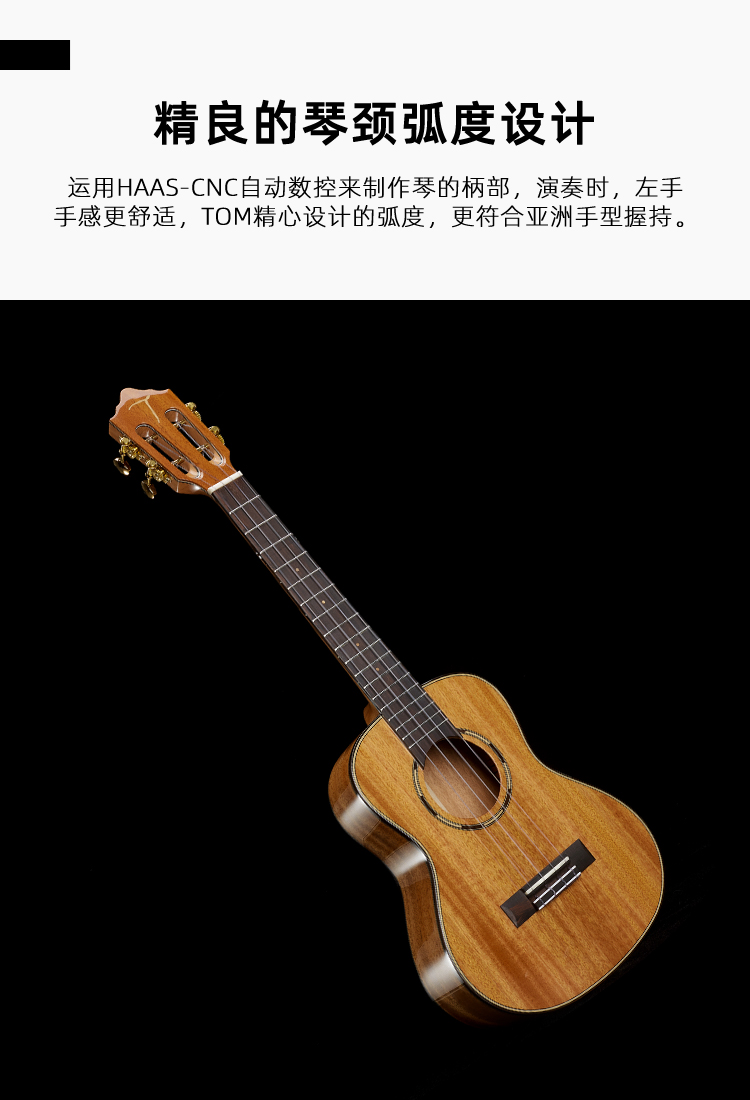 精良的琴颈弧度设计
运用HAAS-CNC自动数控来制作琴的柄部，演奏时，左手
手感更舒适，TOM精心设计的弧度，更符合亚洲手型握持。